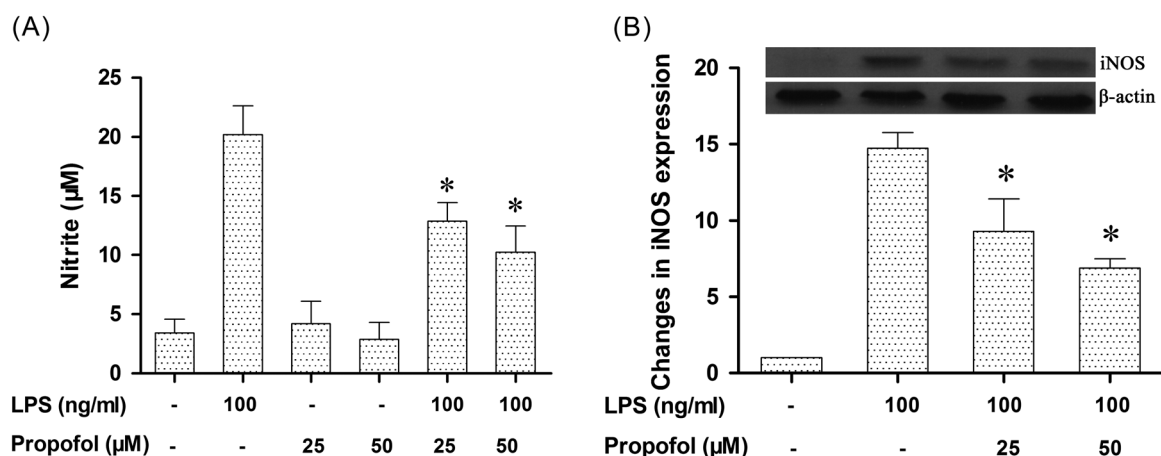 (A)
(B)
iNOS
β-actin
Nitrite (µM)
25
20
15
10
5
0
*
*
LPS (ng/ml) - 100 - - 100 100
Propofol (µM) - - 25 50 25 50
Changes in iNOS expression
20
15
10
5
0
*
*
LPS (ng/ml) - 100 100 100
Propofol (µM) - - 25 50